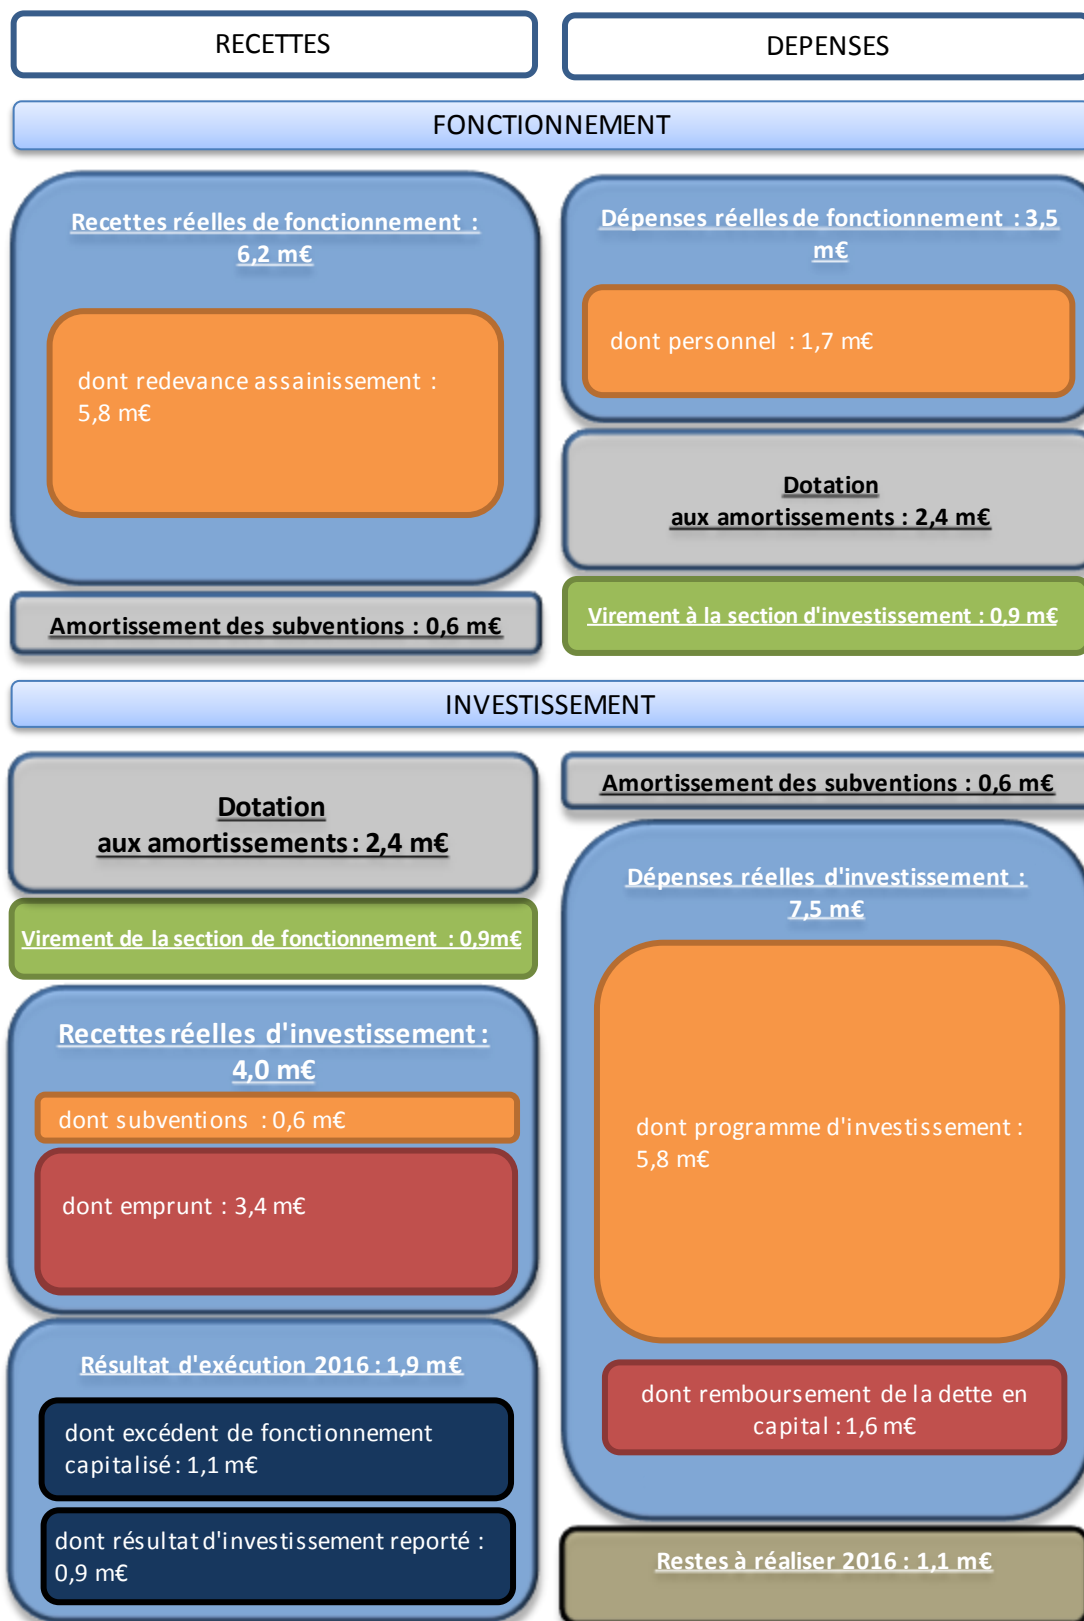 RECETTES
DEPENSES
FONCTIONNEMENT
Recettes réelles de fonctionnement :
6,2 m€
dont redevance assainissement :
5,8 m€
Amortissement des subventions : 0,6 m€
Dépenses réelles de fonctionnement : 3,5
m€
dont personnel : 1,7 m€
Dotation
aux amortissements : 2,4 m€
Virement à la section d'investissement : 0,9 m€
INVESTISSEMENT
Dotation
aux amortissements : 2,4 m€
Virement de la section de fonctionnement : 0,9m€
Recettes réelles d'investissement :
4,0 m€
dont subventions : 0,6 m€
dont emprunt : 3,4 m€
Résultat d'exécution 2016 : 1,9 m€
dont excédent de fonctionnement
capitalisé : 1,1 m€
dont résultat d'investissement reporté :
0,9 m€
Amortissement des subventions : 0,6 m€
Dépenses réelles d'investissement :
7,5 m€
dont programme d'investissement :
5,8 m€
dont remboursement de la dette en
capital : 1,6 m€
Restes à réaliser 2016 : 1,1 m€